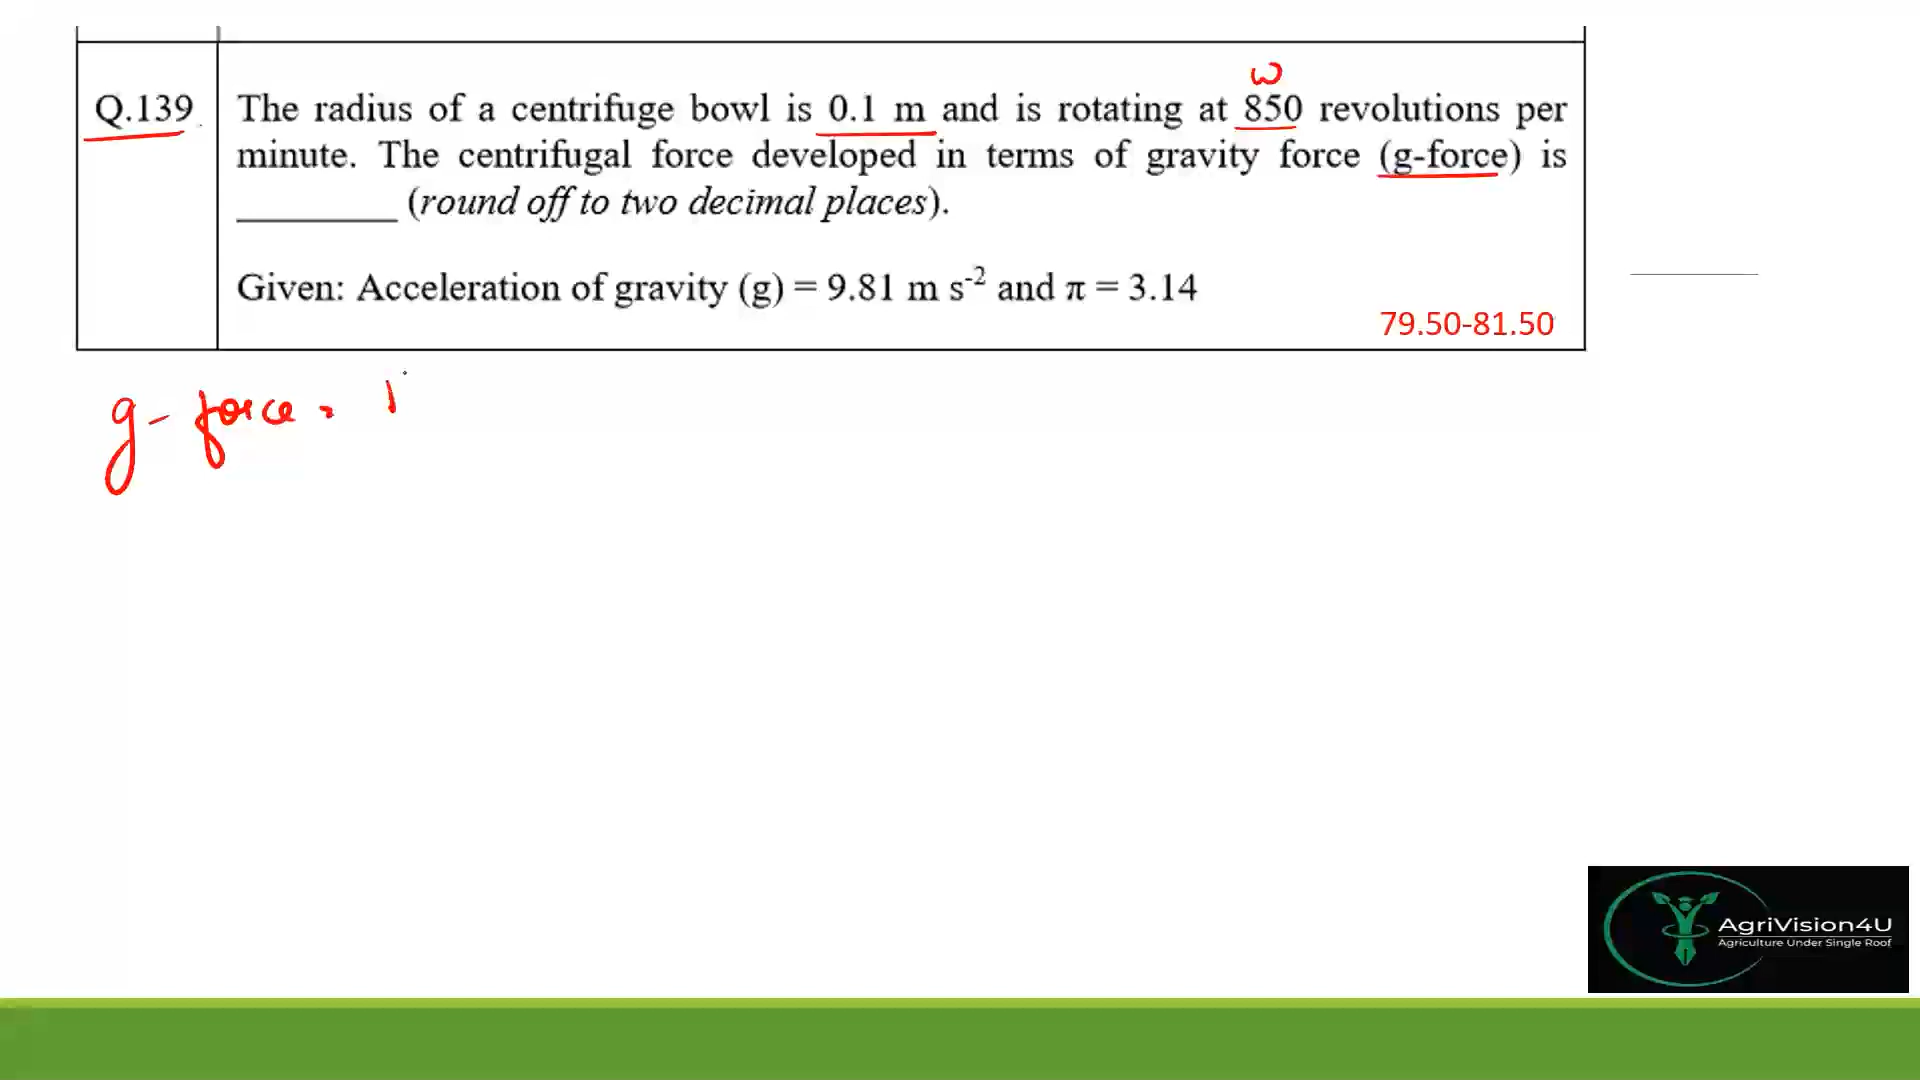 ω
Q.139 The radius of a centrifuge bowl is 0.1 m and is rotating at 850 revolutions per
minute. The centrifugal force developed in terms of gravity force (g-force) is
________ (round off to two decimal places).
Given: Acceleration of gravity (g) = 9.81 m s⁻² and π = 3.14
79.50-81.50
g- force =
AgriVision4U
Agriculture Under Single Roof